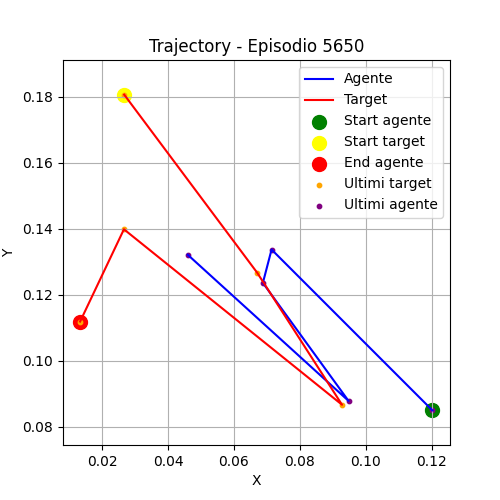 Trajectory - Episodio 5650
Agente
Target
Start agente
Start target
End agente
Ultimi target
Ultimi agente
Y
0.18
0.16
0.14
0.12
0.10
0.08
0.02
0.04
0.06
0.08
0.10
0.12
X